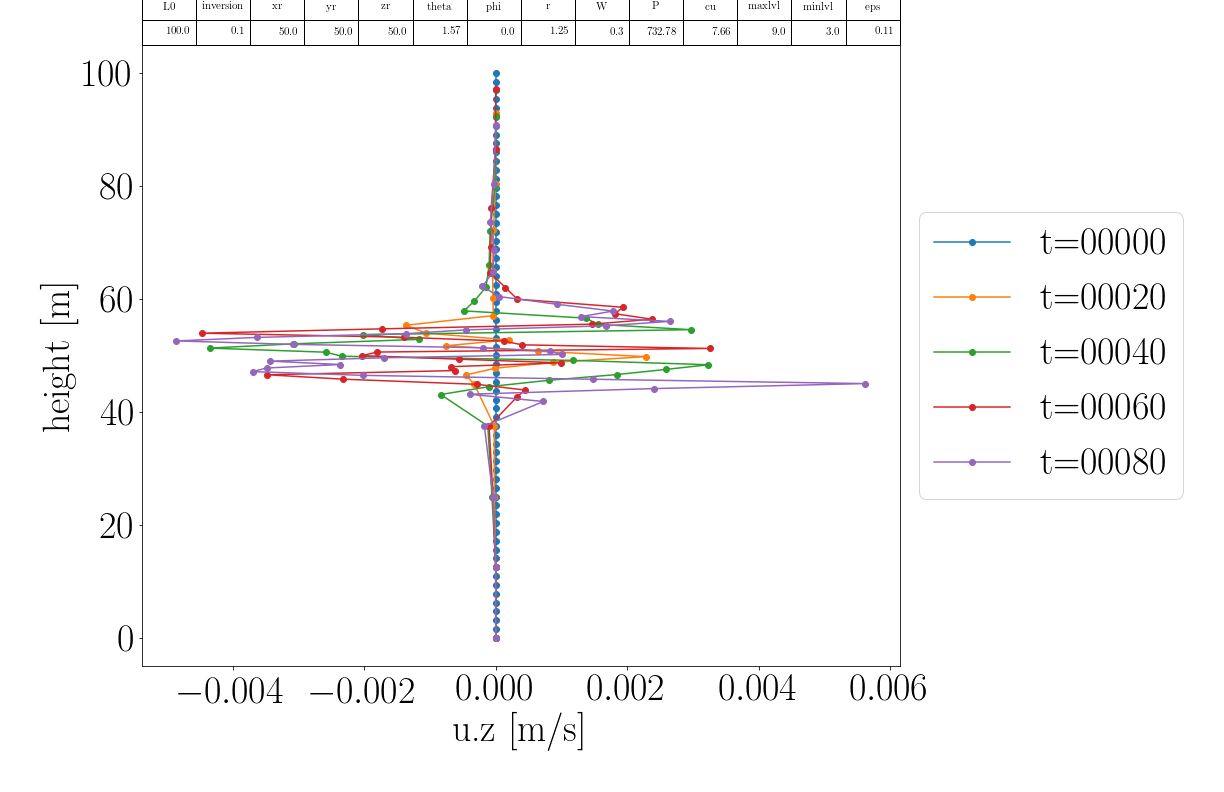 L0 inversion xr yr zr theta phi r W P cu maxlvl minlvl eps
100.0 0.1 50.0 50.0 50.0 1.57 0.0 1.25 0.3 732.78 7.66 9.0 3.0 0.11
100
80
60
40
20
0
height [m]
−0.004 −0.002 0.000 0.002 0.004 0.006
u.z [m/s]
t=00000
t=00020
t=00040
t=00060
t=00080